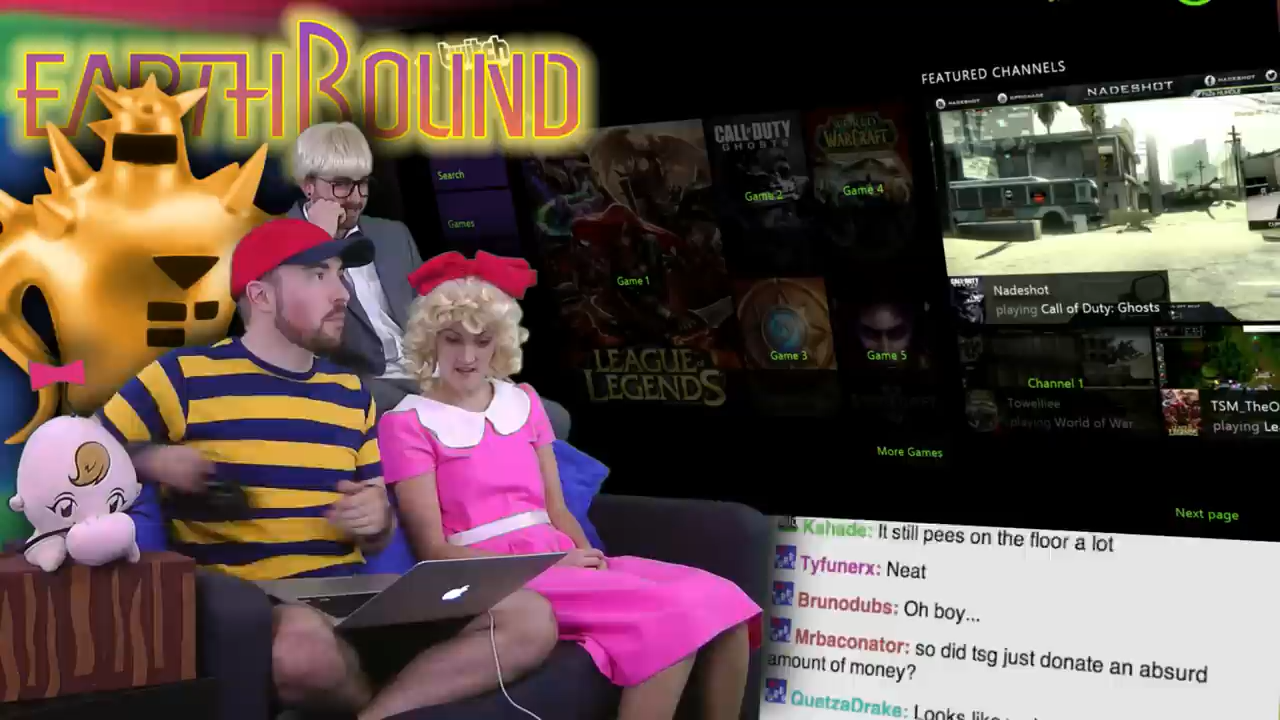 EARTHBOUND
twitch
Search
Games
CALL OF DUTY
GHOSTS
WORLD OF
WARCRAFT
Game 1
Game 2
Game 4
Game 3
Game 5
LEAGUE OF
LEGENDS
More Games
FEATURED CHANNELS
NADESHOT
NADESHOT
NADESHOT
Nadeshot
playing Call of Duty: Ghosts
Channel 1
Towelliee
playing World of War
TSM_TheO
playing Le
Next page
Kahade: It still pees on the floor a lot
Tyfunerx: Neat
Brunodubs: Oh boy...
Mrbaconator: so did tsg just donate an absurd
amount of money?
QuetzaDrake: Looks like